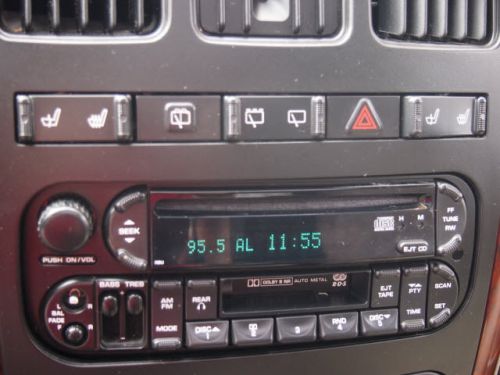 SEEK
PUSH ON/VOL
95.5 AL 11:55
H M
EJT CD
FF
TUNE
RW
BASS TREB
BAL
FADE
F
F
R
R
AM
FM
MODE
REAR
DOLBY B NR AUTO METAL
RDS
EJT
TAPE
PTY
TIME
SCAN
SET
DISC 1
2
3
RND
4
DISC 5